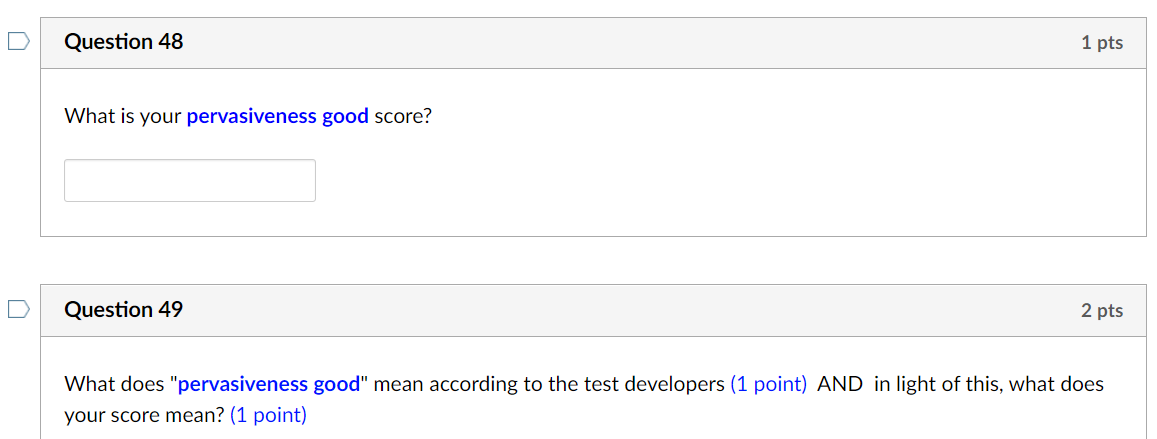 Question 48
1 pts
What is your pervasiveness good score?
Question 49
2 pts
What does "pervasiveness good" mean according to the test developers (1 point)  AND  in light of this, what does
your score mean? (1 point)